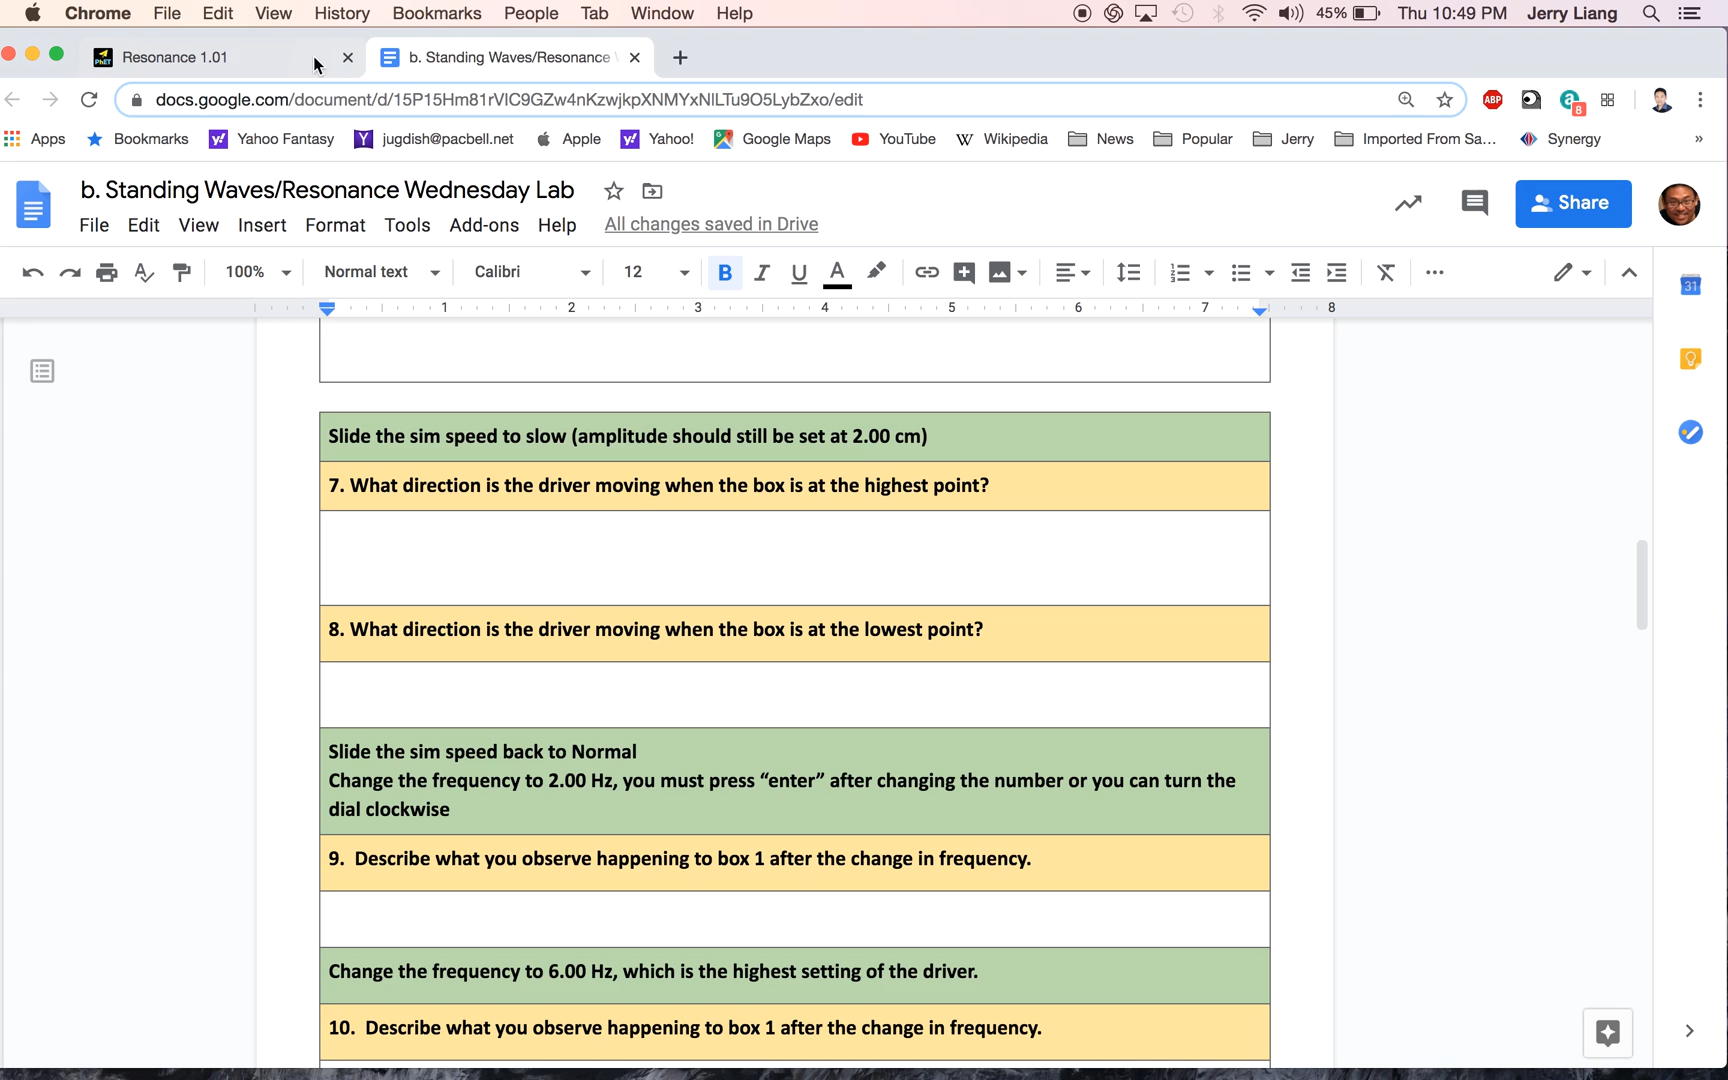 Chrome File Edit View History Bookmarks People Tab Window Help 45% Thu 10:49 PM Jerry Liang
PhET Resonance 1.01 b. Standing Waves/Resonance
docs.google.com/document/d/15P15Hm81rVIC9GZw4nKzwjkpXNMYxNlLTu9O5LybZxo/edit ABP a 8
Apps Bookmarks Yahoo Fantasy jugdish@pacbell.net Apple Yahoo! Google Maps YouTube Wikipedia News Popular Jerry Imported From Sa... Synergy »
b. Standing Waves/Resonance Wednesday Lab
Share
File Edit View Insert Format Tools Add-ons Help All changes saved in Drive
100% Normal text Calibri 12 B I U A
1 2 3 4 5 6 7 8
31
Slide the sim speed to slow (amplitude should still be set at 2.00 cm)
7. What direction is the driver moving when the box is at the highest point?
8. What direction is the driver moving when the box is at the lowest point?
Slide the sim speed back to Normal
Change the frequency to 2.00 Hz, you must press “enter” after changing the number or you can turn the
dial clockwise
9. Describe what you observe happening to box 1 after the change in frequency.
Change the frequency to 6.00 Hz, which is the highest setting of the driver.
10. Describe what you observe happening to box 1 after the change in frequency.